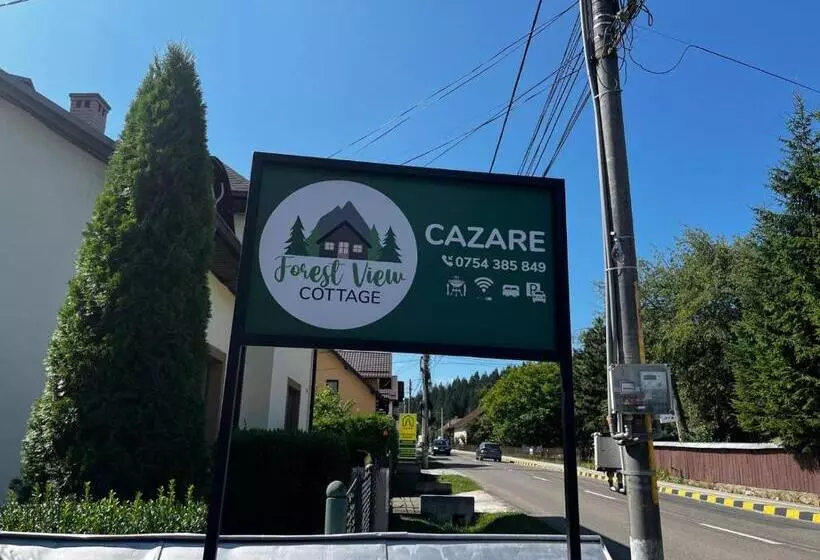 Forest View
COTTAGE
CAZARE
0754 385 849
P